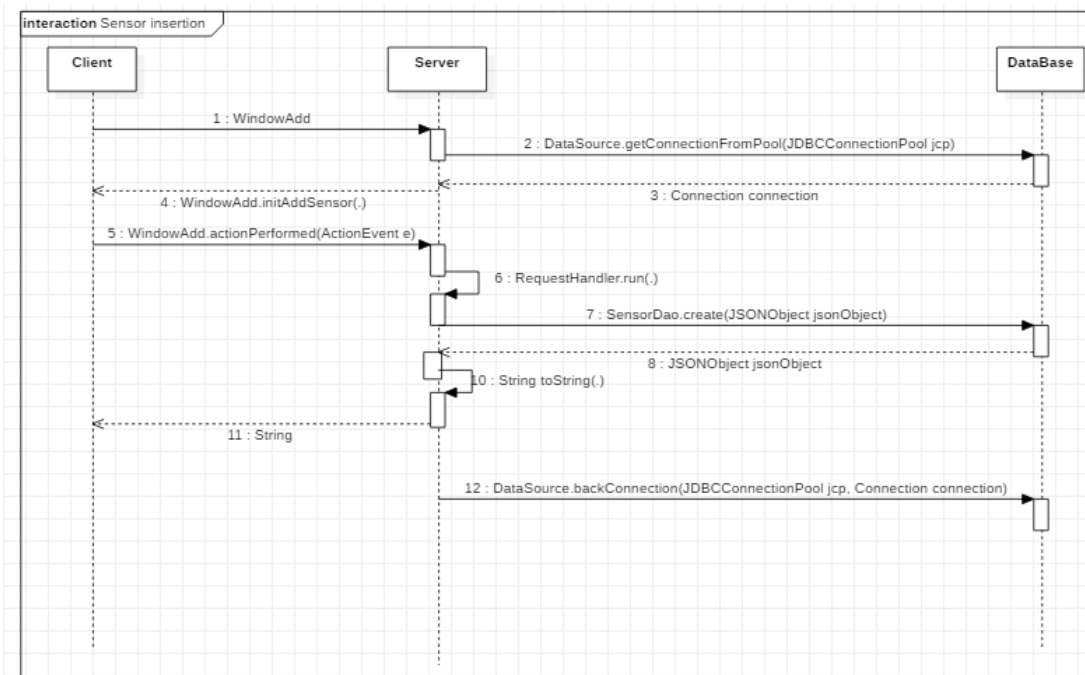 interaction Sensor insertion
Client
Server
DataBase
1 : WindowAdd
2 : DataSource.getConnectionFromPool(JDBCConnectionPool jcp)
3 : Connection connection
4 : WindowAdd.initAddSensor(.)
5 : WindowAdd.actionPerformed(ActionEvent e)
6 : RequestHandler.run(.)
7 : SensorDao.create(JSONObject jsonObject)
8 : JSONObject jsonObject
10 : String toString(.)
11 : String
12 : DataSource.backConnection(JDBCConnectionPool jcp, Connection connection)